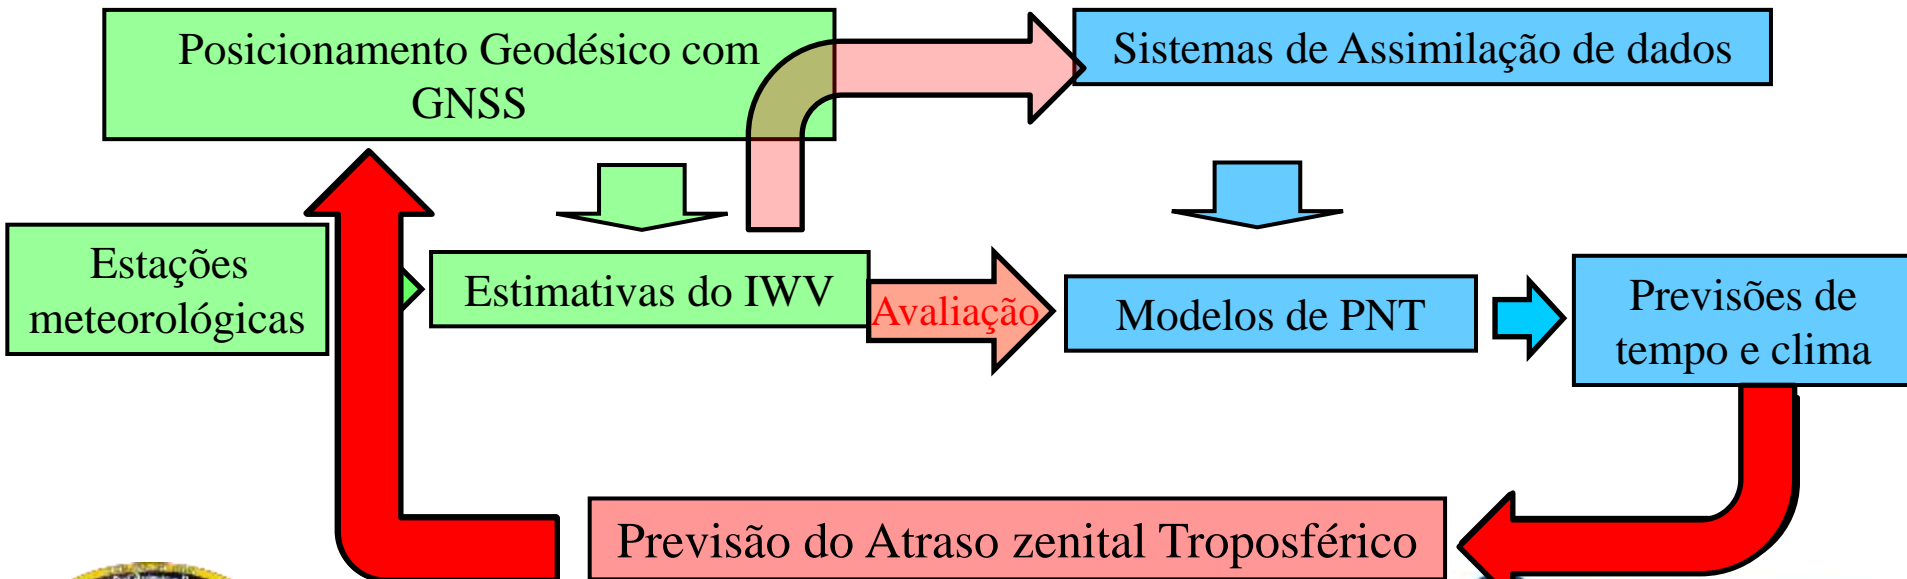 Posicionamento Geodésico com
GNSS
Sistemas de Assimilação de dados
Estações
meteorológicas
Estimativas do IWV
Avaliação
Modelos de PNT
Previsões de
tempo e clima
Previsão do Atraso zenital Troposférico